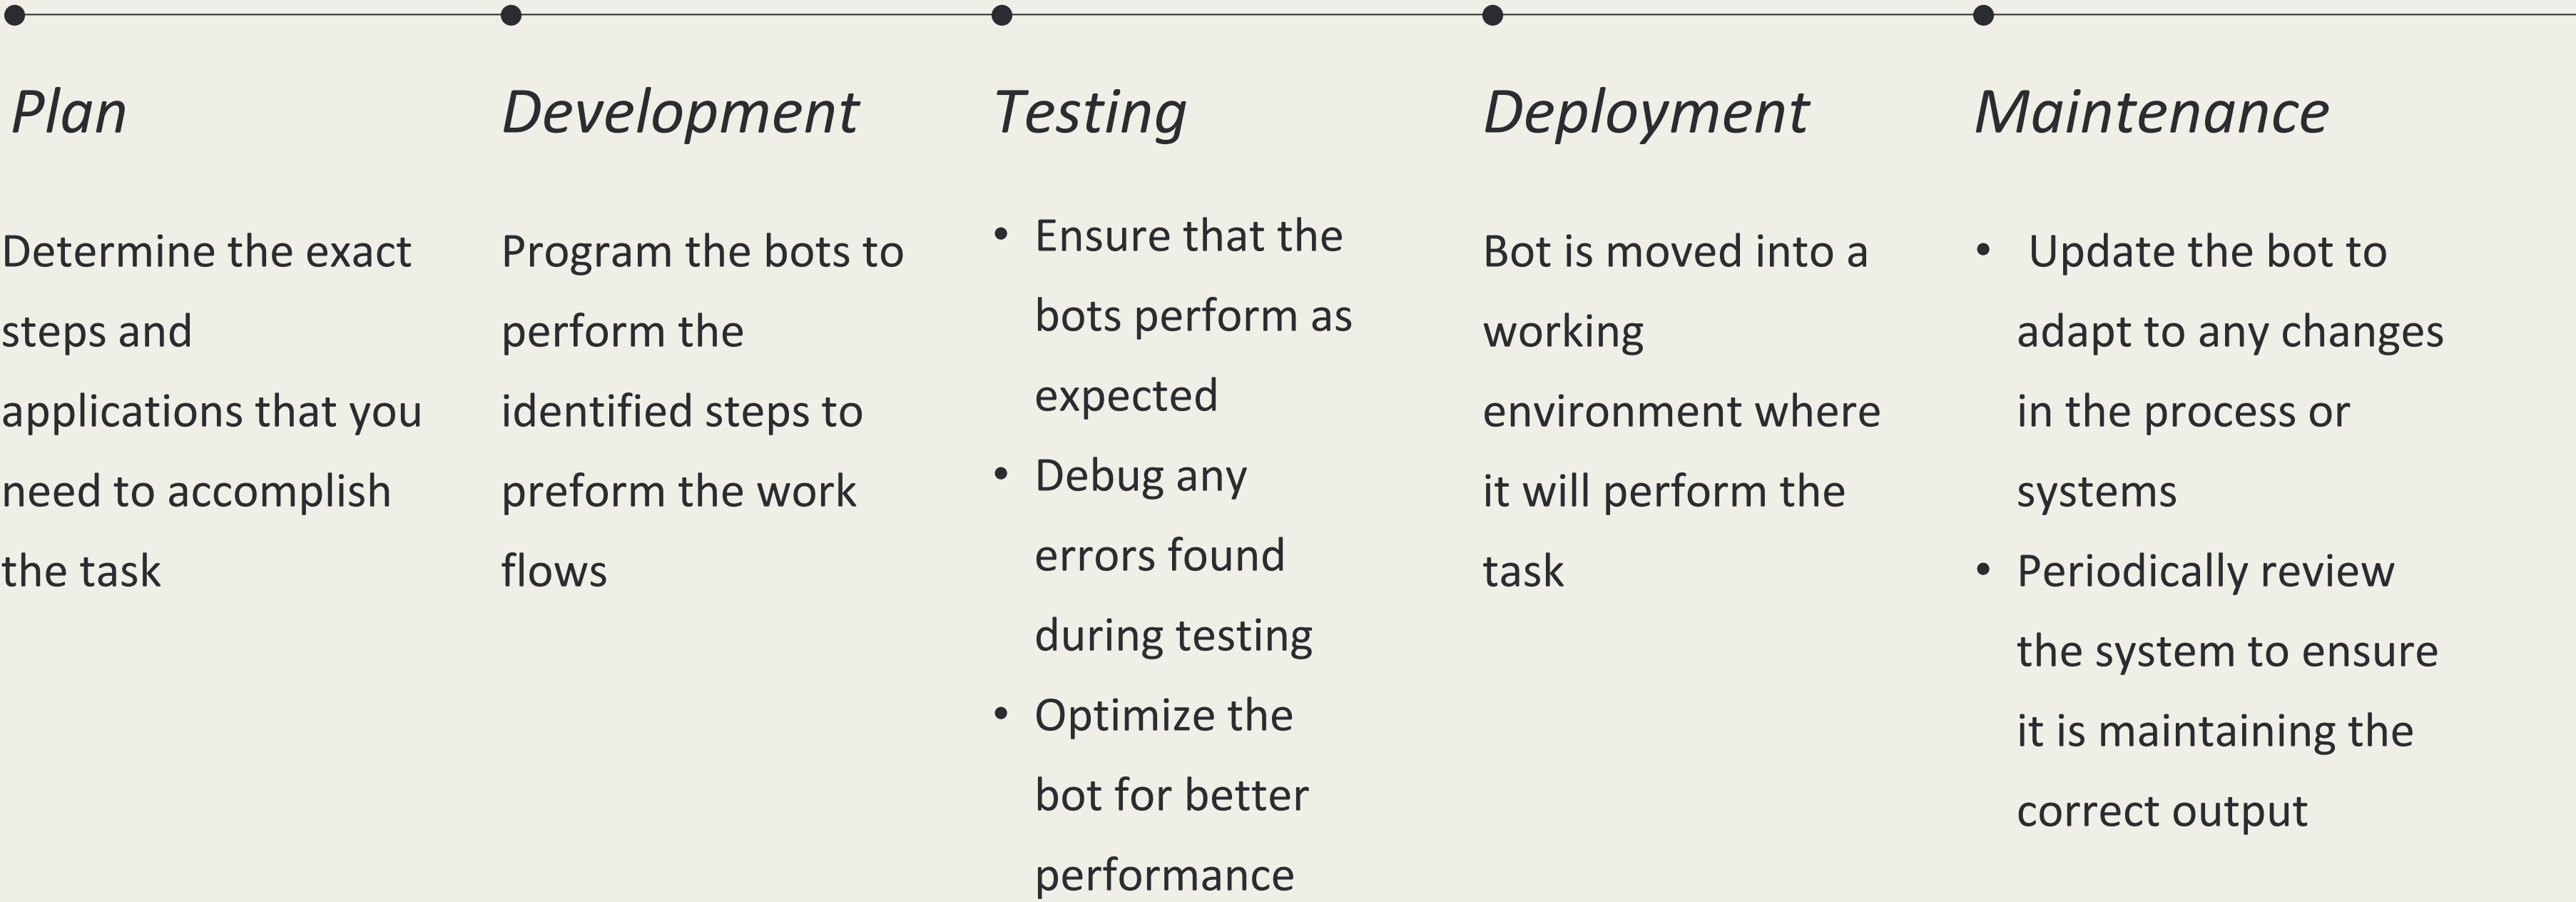 Plan
Determine the exact
steps and
applications that you
need to accomplish
the task
Development
Program the bots to
perform the
identified steps to
preform the work
flows
Testing
• Ensure that the
bots perform as
expected
• Debug any
errors found
during testing
• Optimize the
bot for better
performance
Deployment
Bot is moved into a
working
environment where
it will perform the
task
Maintenance
• Update the bot to
adapt to any changes
in the process or
systems
• Periodically review
the system to ensure
it is maintaining the
correct output